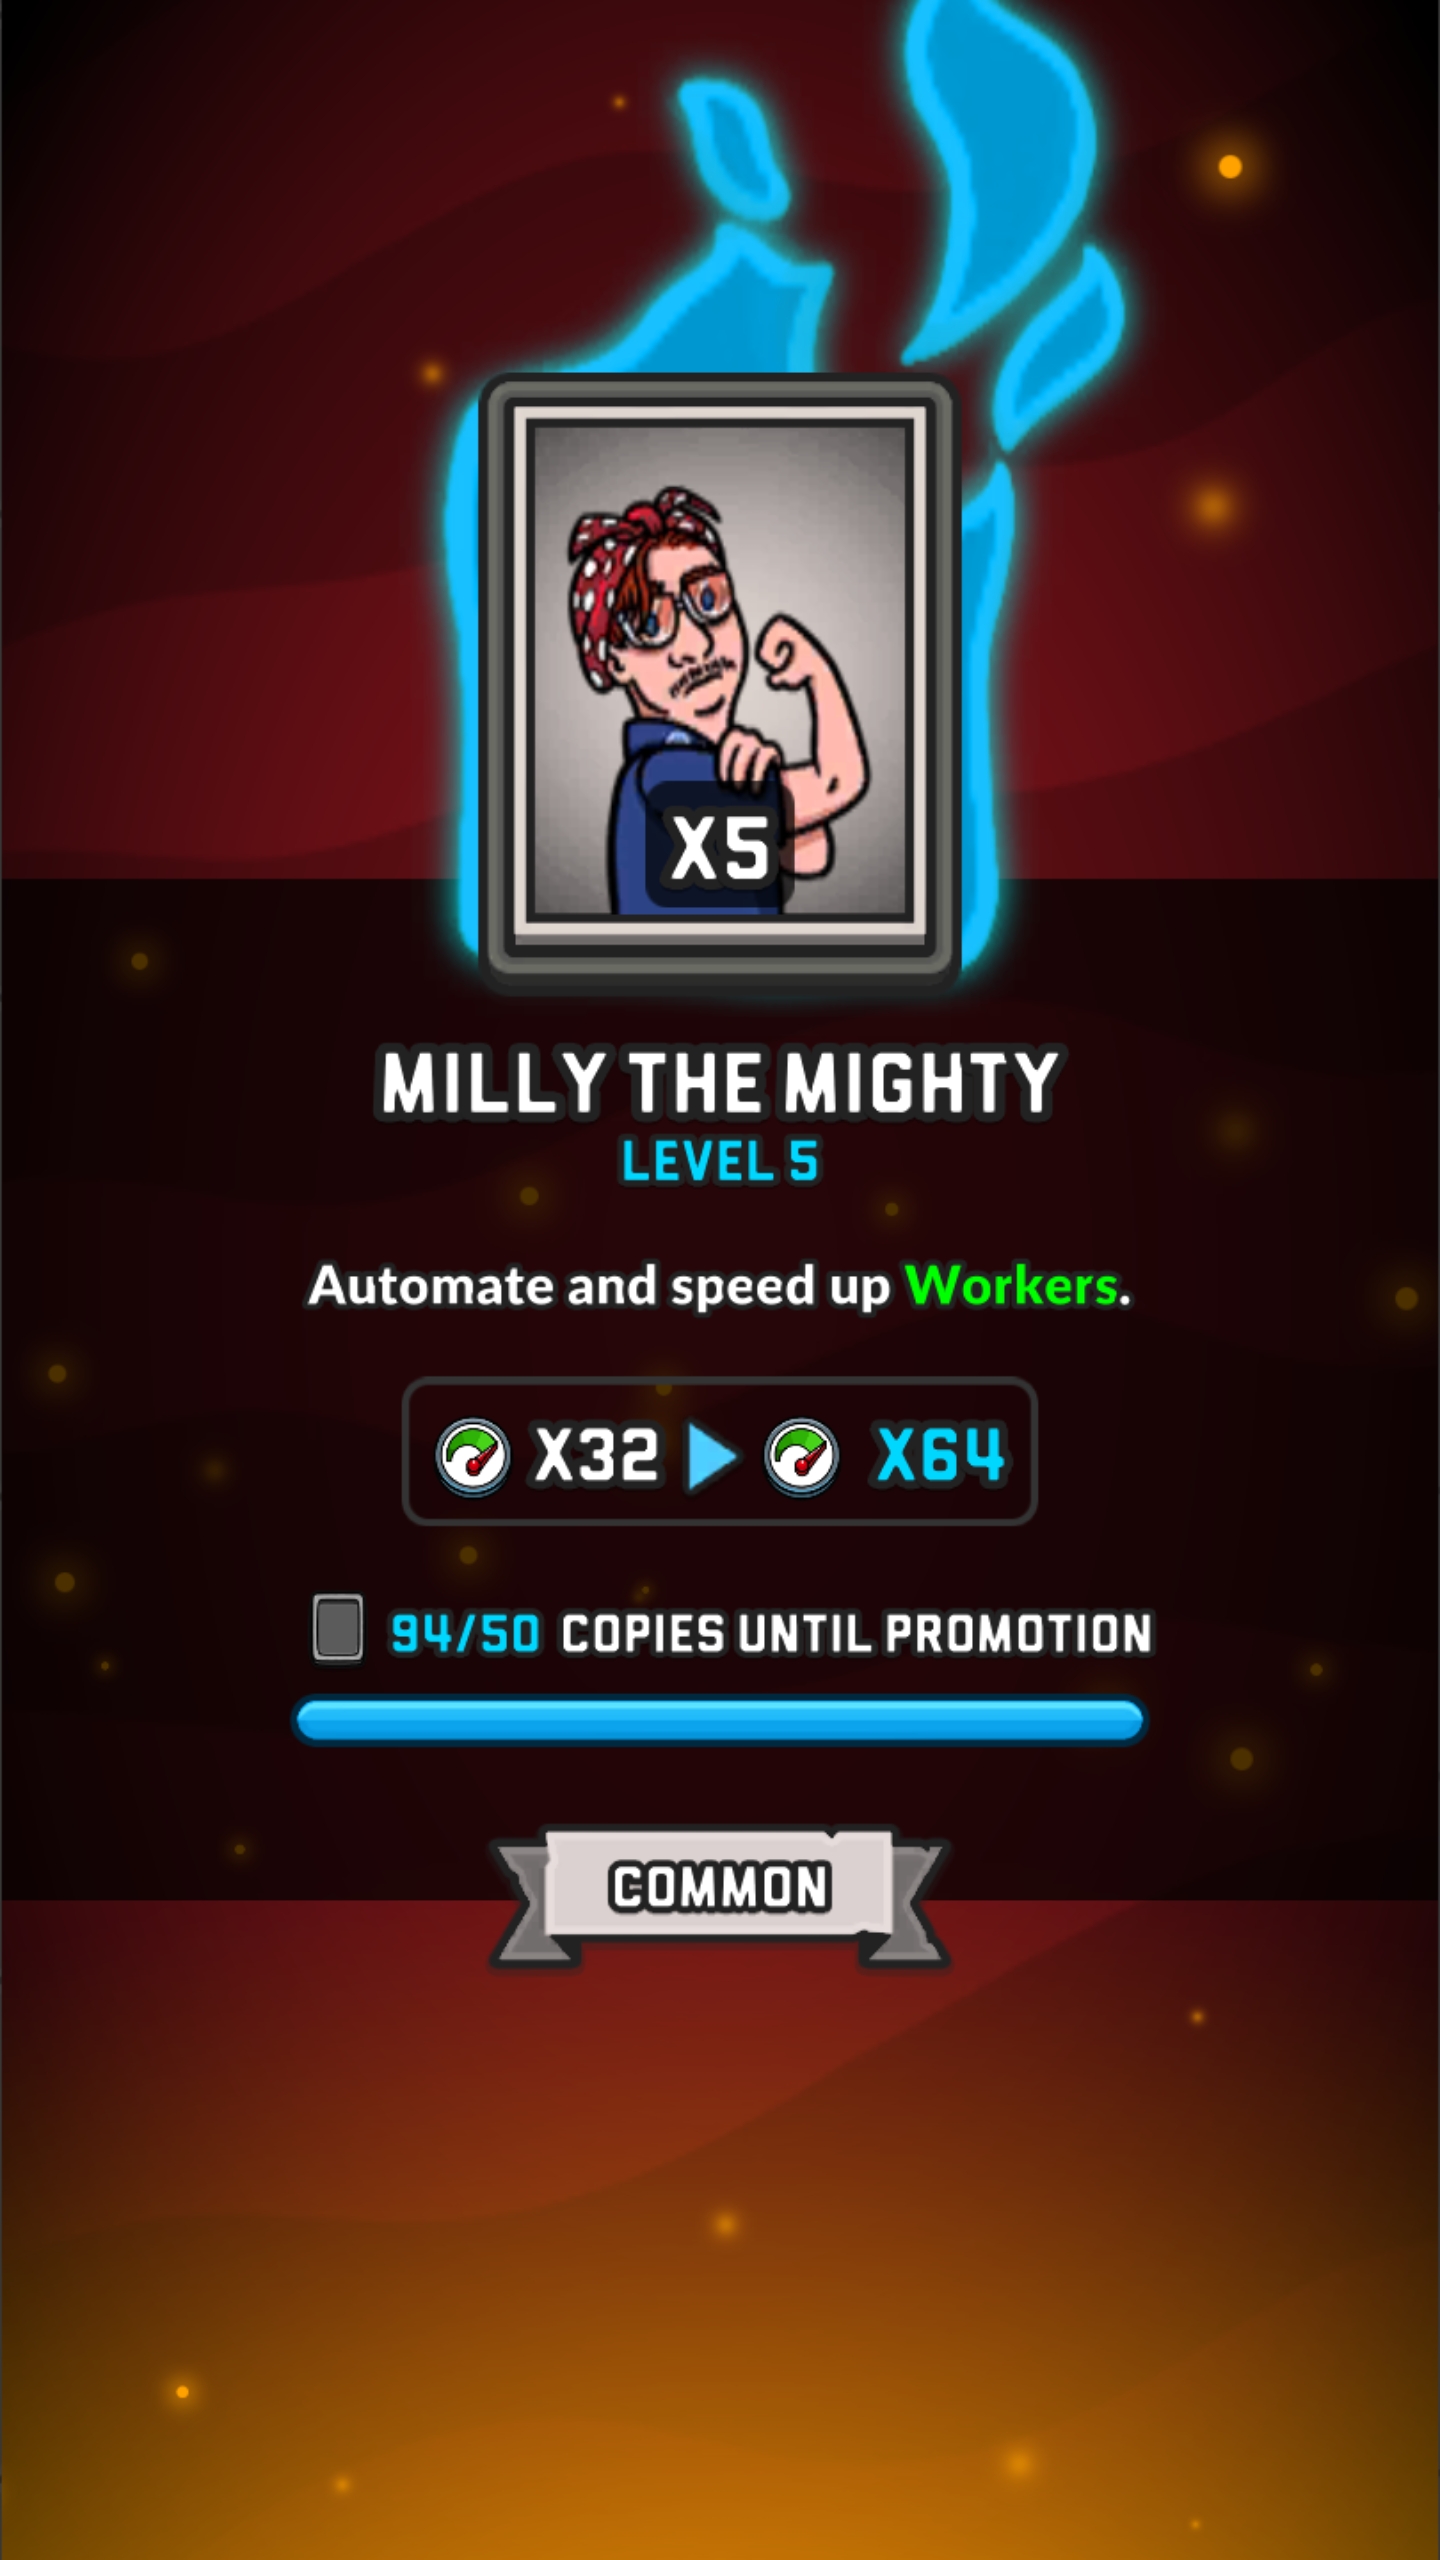 X5
MILLY THE MIGHTY
LEVEL 5
Automate and speed up Workers.
X32 X64
94/50 COPIES UNTIL PROMOTION
COMMON